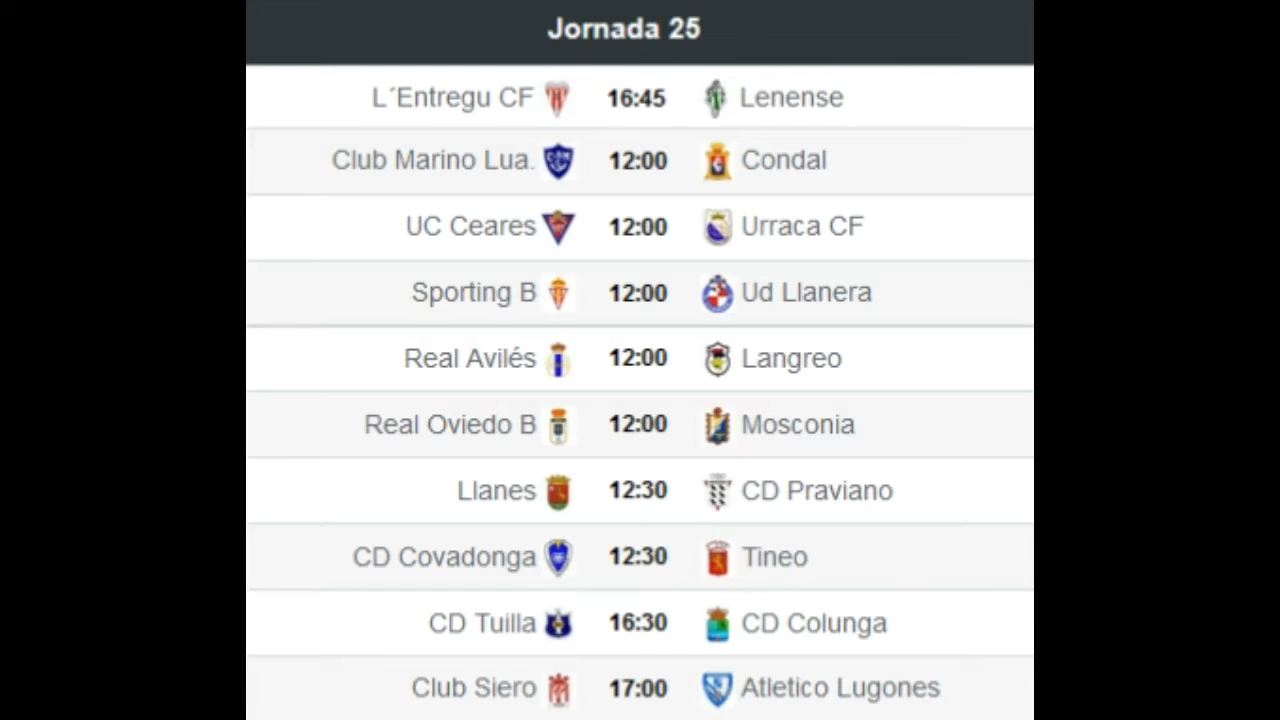 Jornada 25
L´Entregu CF 16:45 Lenense
Club Marino Lua. 12:00 Condal
UC Ceares 12:00 Urraca CF
Sporting B 12:00 Ud Llanera
Real Avilés 12:00 Langreo
Real Oviedo B 12:00 Mosconia
Llanes 12:30 CD Praviano
CD Covadonga 12:30 Tineo
CD Tuilla 16:30 CD Colunga
Club Siero 17:00 Atletico Lugones